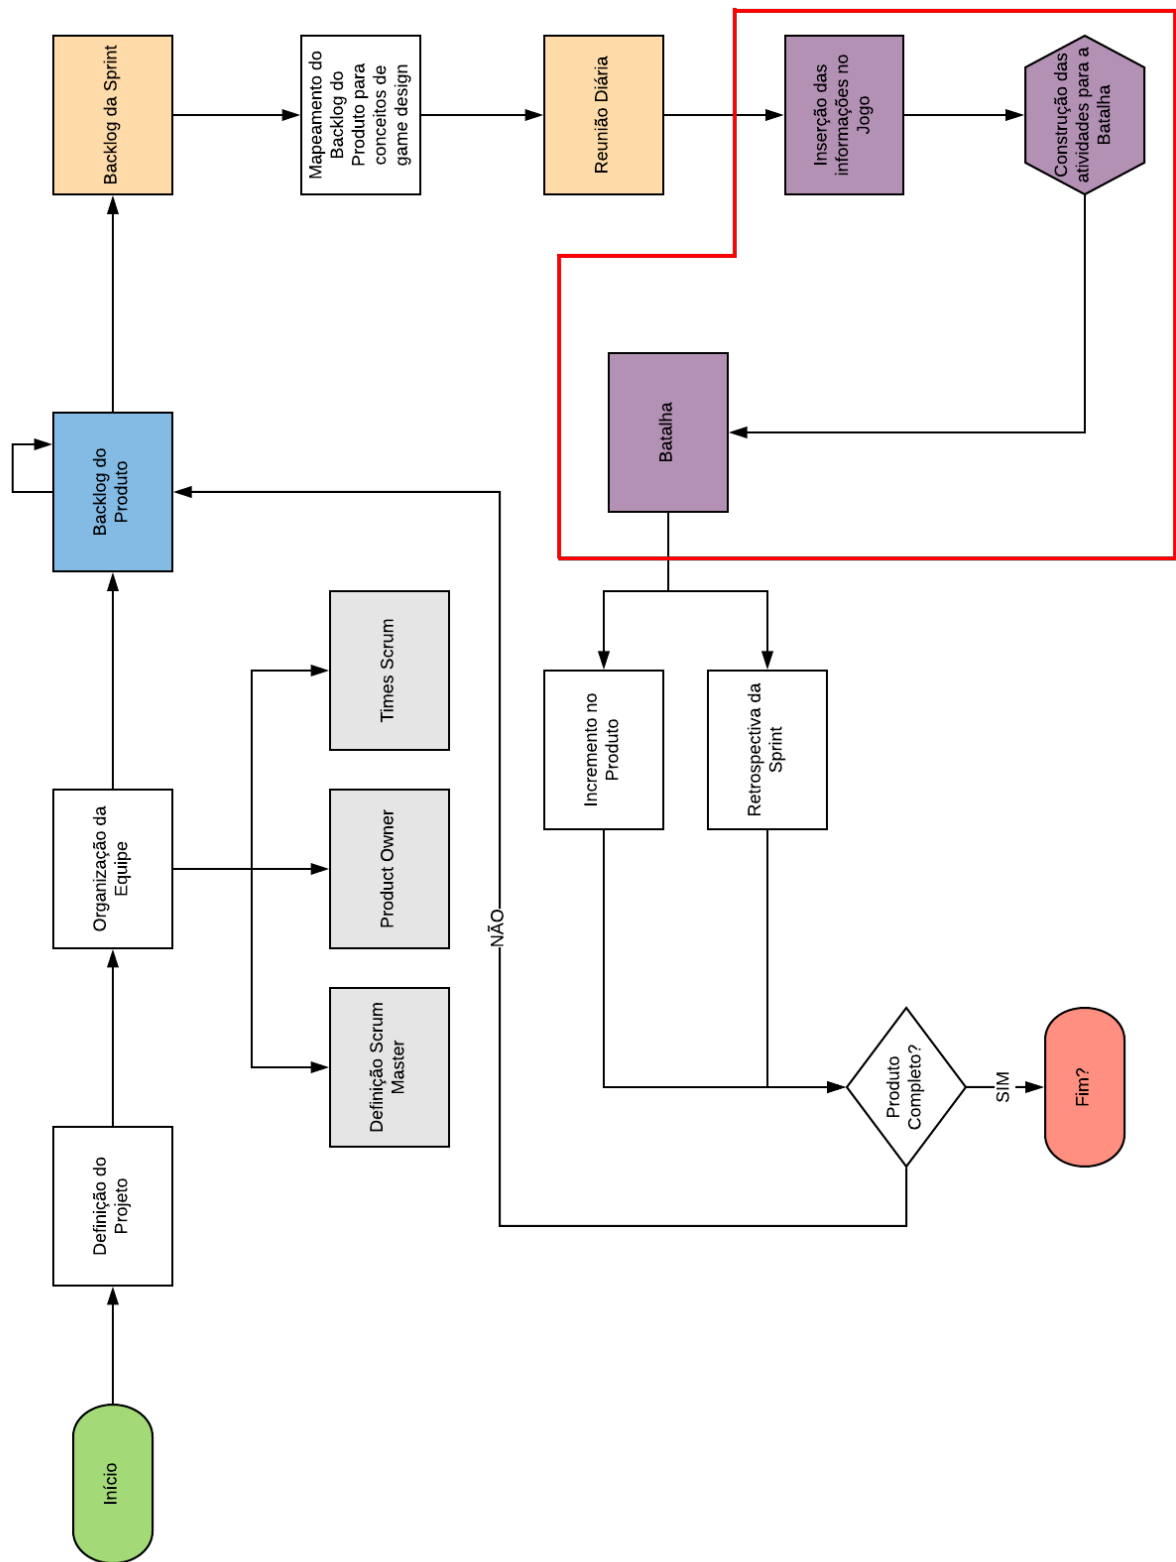 Início
Definição do
Projeto
Organização da
Equipe
Definição Scrum
Master
Product Owner
Times Scrum
Backlog do
Produto
Backlog da Sprint
Mapeamento do
Backlog do
Produto para
conceitos de
game design
Reunião Diária
Inserção das
informações no
Jogo
Construção das
atividades para a
Batalha
Batalha
Incremento no
Produto
Retrospectiva da
Sprint
Produto
Completo?
NÃO
SIM
Fim?